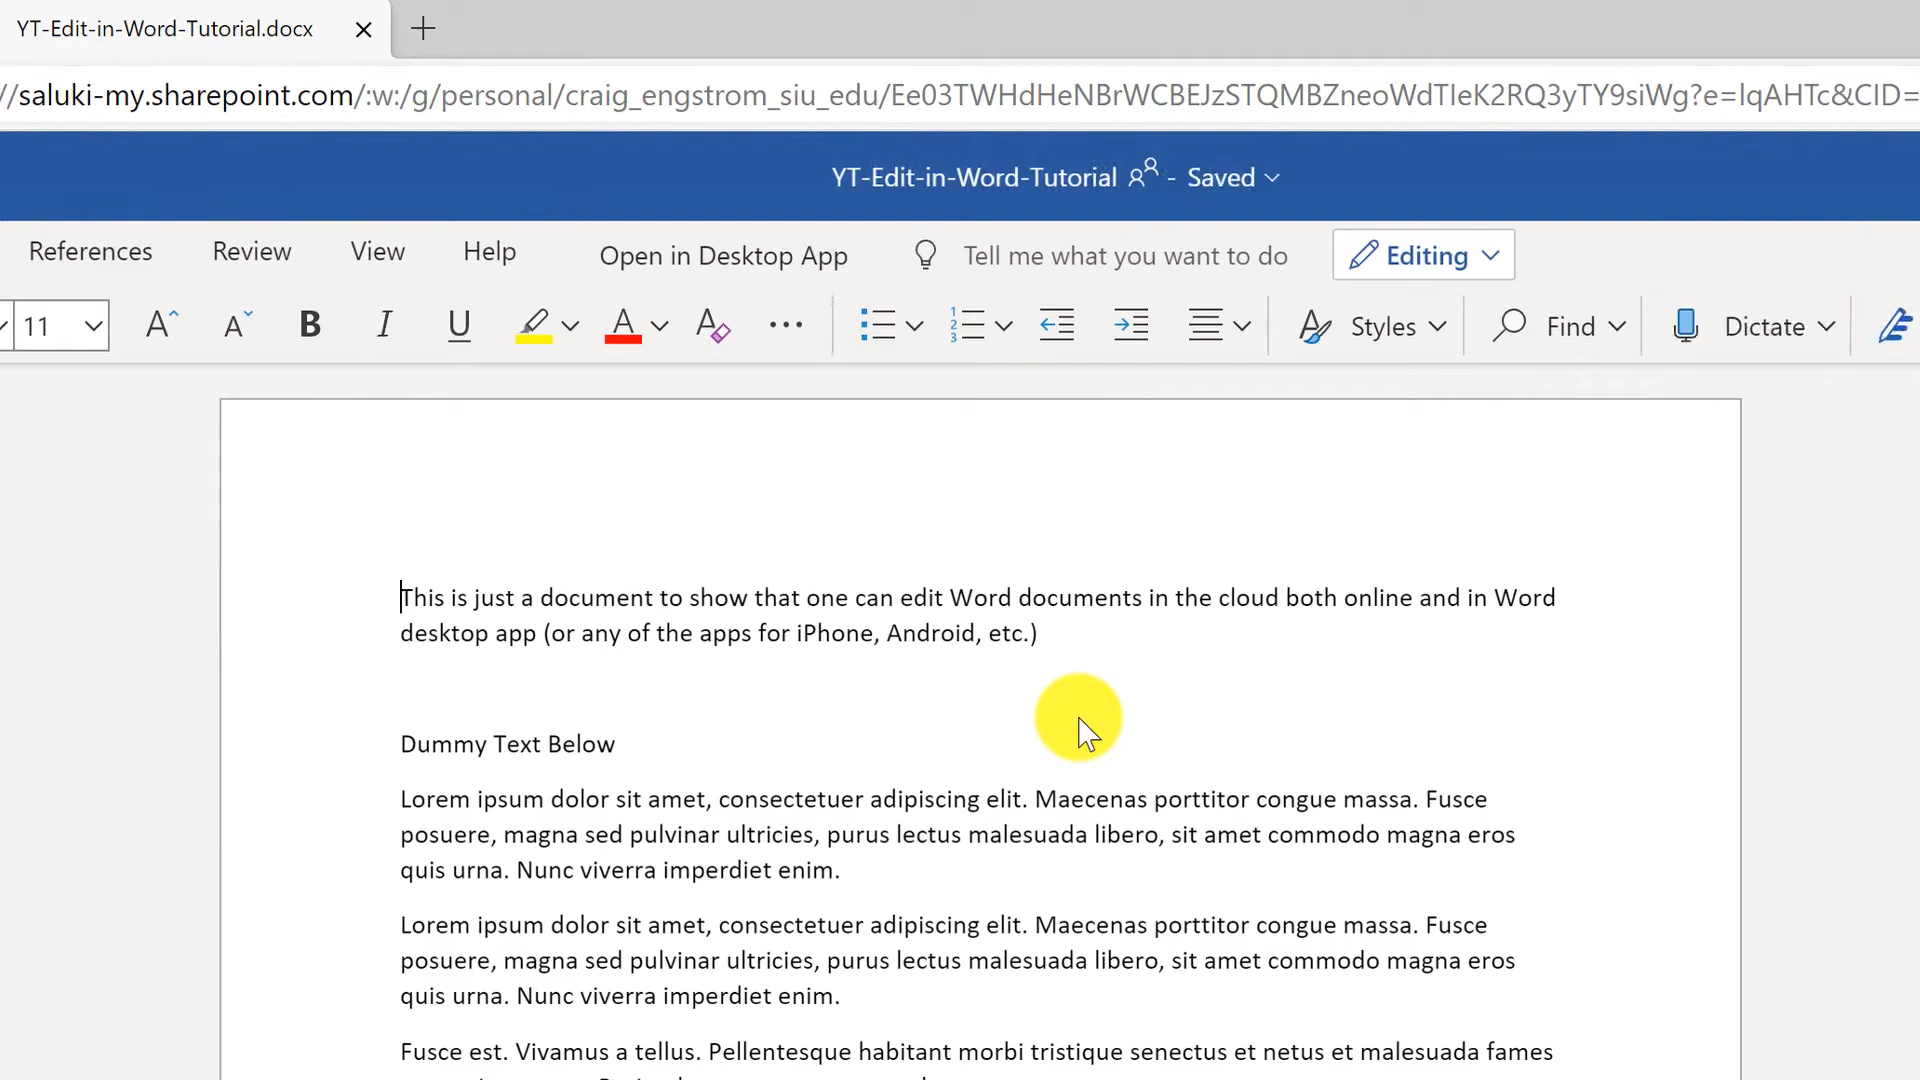 YT-Edit-in-Word-Tutorial.docx
//saluki-my.sharepoint.com/:w:/g/personal/craig_engstrom_siu_edu/Ee03TWHdHeNBrWCBEJzSTQMBZneoWdTIeK2RQ3yTY9siWg?e=lqAHTc&CID=
YT-Edit-in-Word-Tutorial - Saved
References Review View Help Open in Desktop App Tell me what you want to do Editing
11 A A B I U A A Styles Find Dictate
This is just a document to show that one can edit Word documents in the cloud both online and in Word
desktop app (or any of the apps for iPhone, Android, etc.)
Dummy Text Below
Lorem ipsum dolor sit amet, consectetuer adipiscing elit. Maecenas porttitor congue massa. Fusce
posuere, magna sed pulvinar ultricies, purus lectus malesuada libero, sit amet commodo magna eros
quis urna. Nunc viverra imperdiet enim.
Lorem ipsum dolor sit amet, consectetuer adipiscing elit. Maecenas porttitor congue massa. Fusce
posuere, magna sed pulvinar ultricies, purus lectus malesuada libero, sit amet commodo magna eros
quis urna. Nunc viverra imperdiet enim.
Fusce est. Vivamus a tellus. Pellentesque habitant morbi tristique senectus et netus et malesuada fames